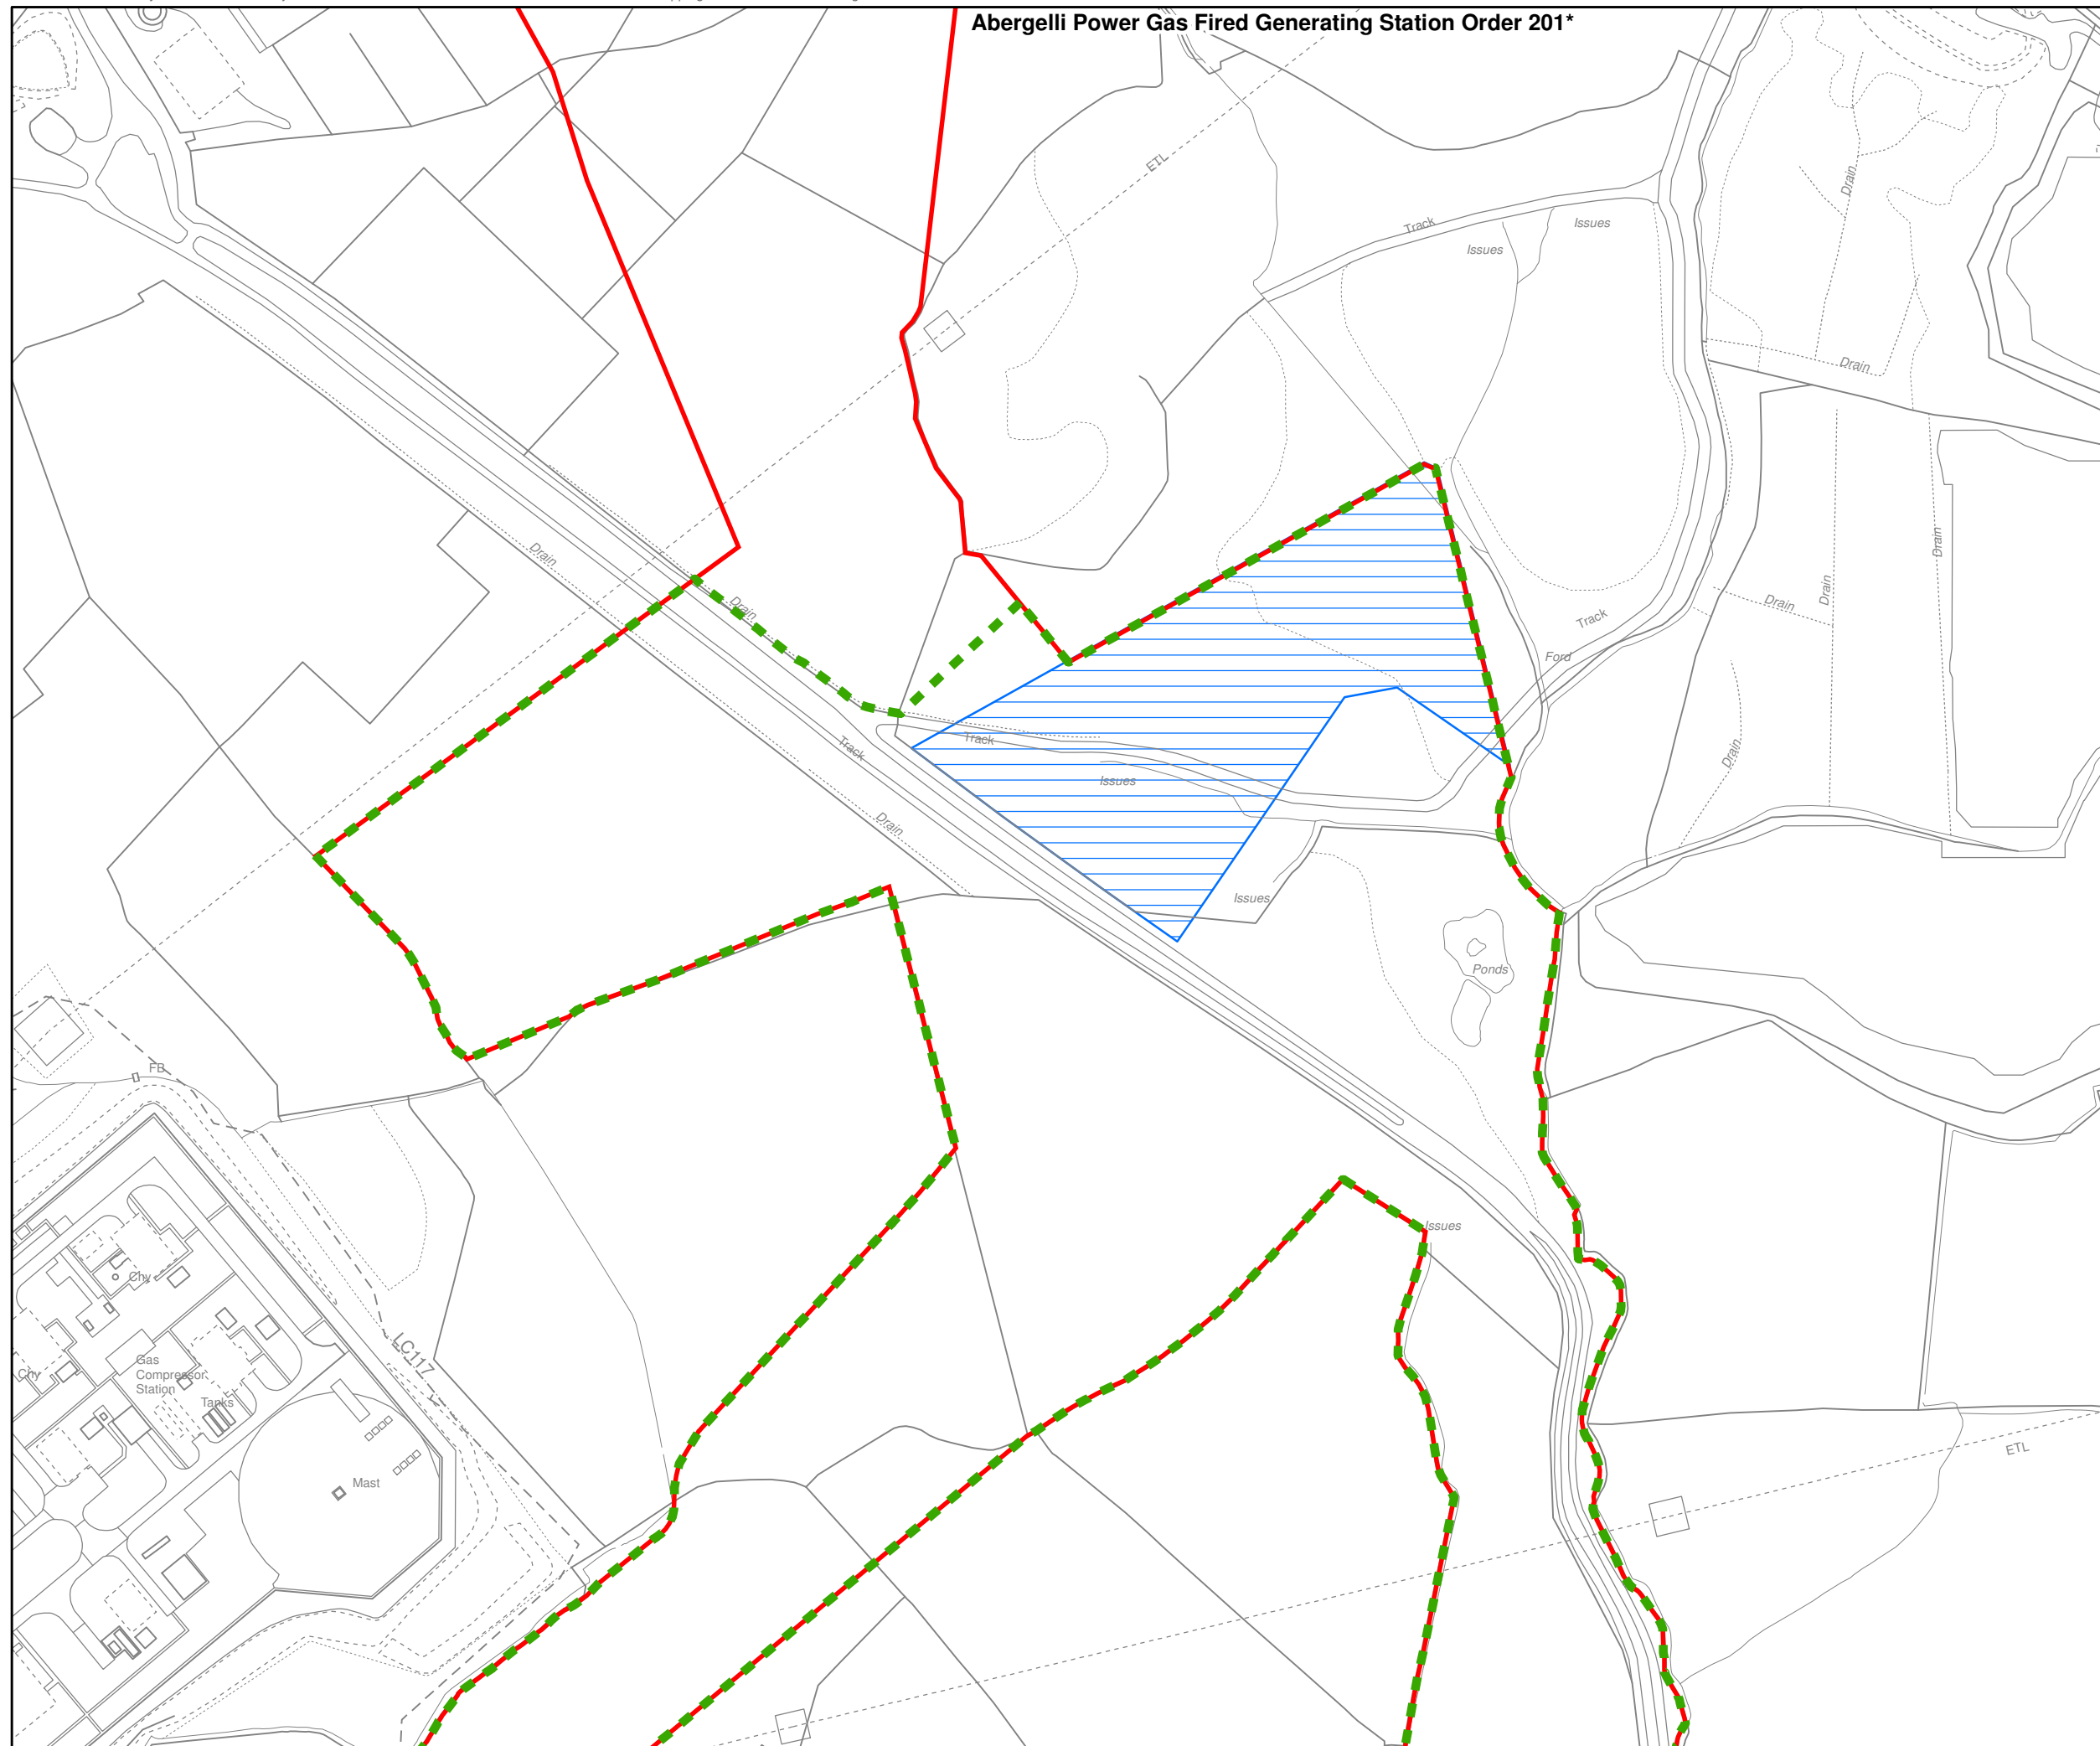 Abergelli Power Gas Fired Generating Station Order 201*
ETL
Drain
Track
Issues
Issues
Drain
Drain
Drain
Drain
Drain
Drain
Drain
Track
Ford
Track
Track
Issues
Drain
Drain
Issues
Ponds
FB
Issues
Chy
LC117
Gas
Compressor
Station
Chy
Tanks
Mast
ETL